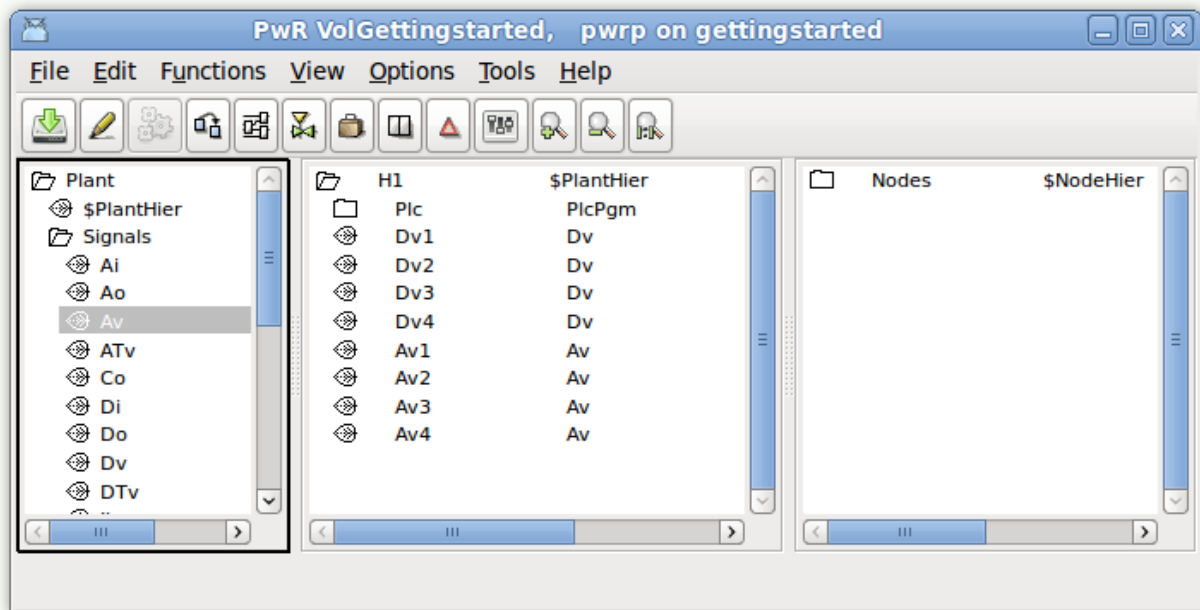 PwR VolGettingstarted, pwrp on gettingstarted
File Edit Functions View Options Tools Help
Plant
$PlantHier
Signals
Ai
Ao
Av
ATv
Co
Di
Do
Dv
DTv
H1 $PlantHier
Plc PlcPgm
Dv1 Dv
Dv2 Dv
Dv3 Dv
Dv4 Dv
Av1 Av
Av2 Av
Av3 Av
Av4 Av
Nodes $NodeHier